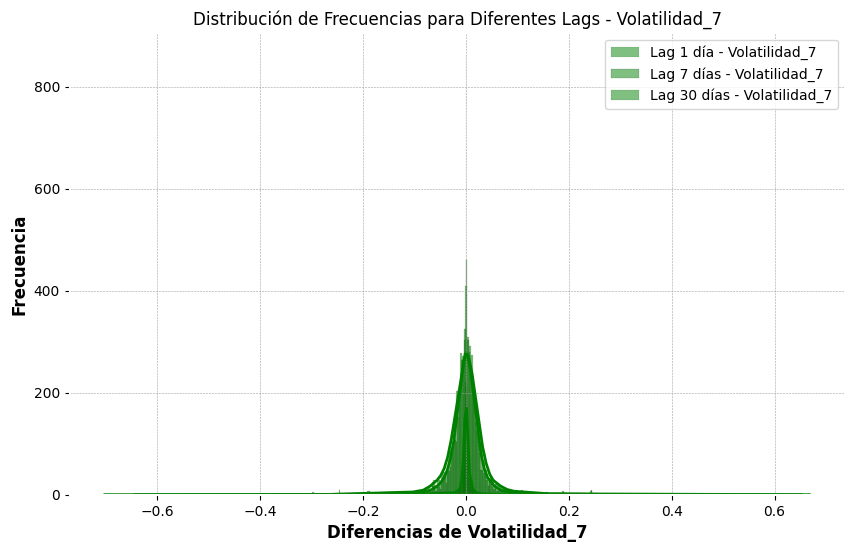 Distribución de Frecuencias para Diferentes Lags - Volatilidad_7
Lag 1 día - Volatilidad_7
Lag 7 días - Volatilidad_7
Lag 30 días - Volatilidad_7
800
600
400
200
0
Frecuencia
−0.6 −0.4 −0.2 0.0 0.2 0.4 0.6
Diferencias de Volatilidad_7